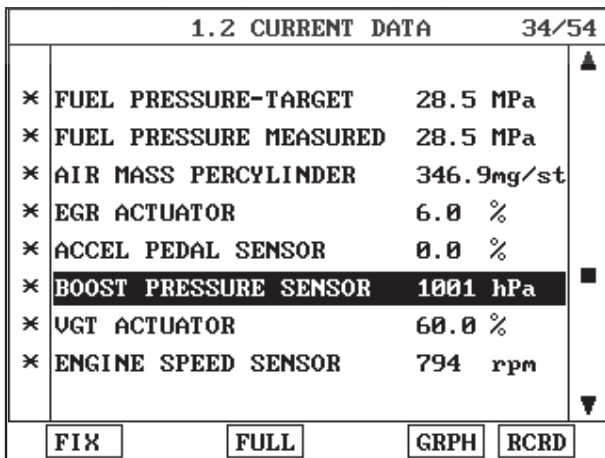 1.2 CURRENT DATA 34/54
* FUEL PRESSURE-TARGET 28.5 MPa
* FUEL PRESSURE MEASURED 28.5 MPa
* AIR MASS PERCYLINDER 346.9mg/st
* EGR ACTUATOR 6.0 %
* ACCEL PEDAL SENSOR 0.0 %
* BOOST PRESSURE SENSOR 1001 hPa
* VGT ACTUATOR 60.0 %
* ENGINE SPEED SENSOR 794 rpm
FIX FULL GRPH RCRD